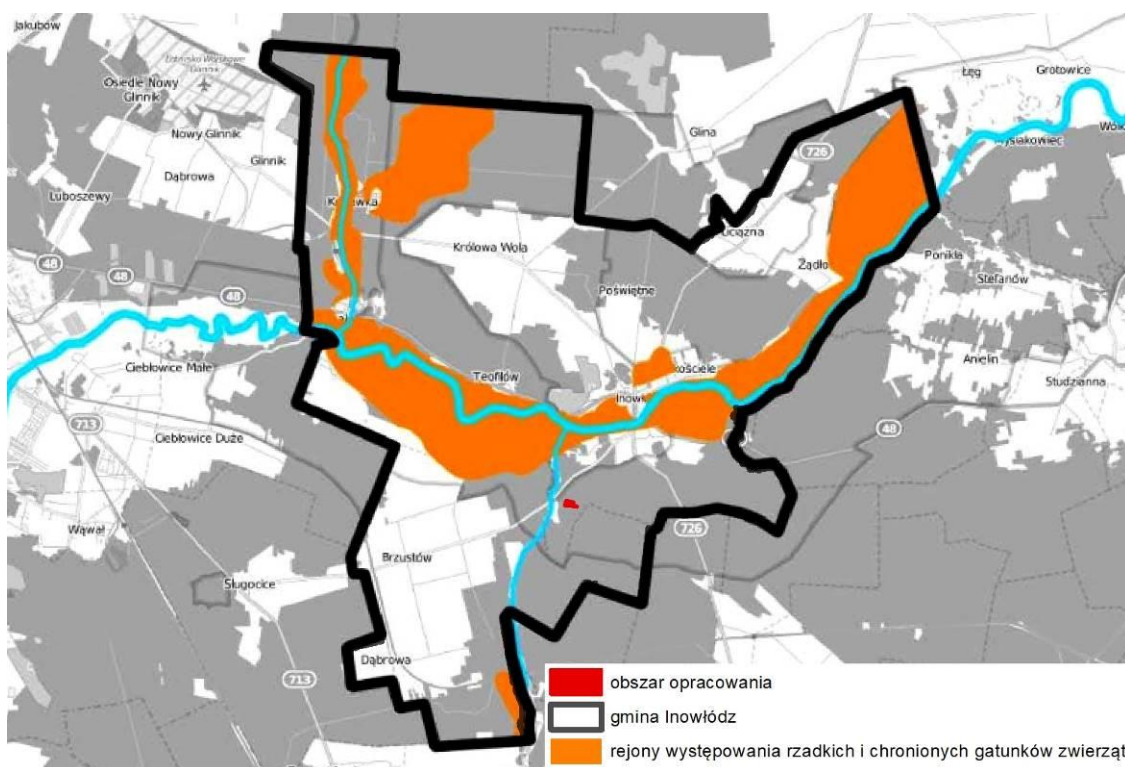 Jakubów
Łęg
Grotowice
Osiedle Nowy
Glinnik
Nowy Glinnik
Glinnik
Glina
726
Dąbrowa
Luboszewy
Królowa Wola
Żądło
Ponikła
Stefanów
48
48
48
Poświętne
Anielin
Studzianna
Ciebłowice Małe
Teofilów
713
Ciebłowice Duże
48
Wąwał
726
Brzustów
Sługocice
Dąbrowa
713
obszar opracowania
gmina Inowłódz
rejony występowania rzadkich i chronionych gatunków zwierząt